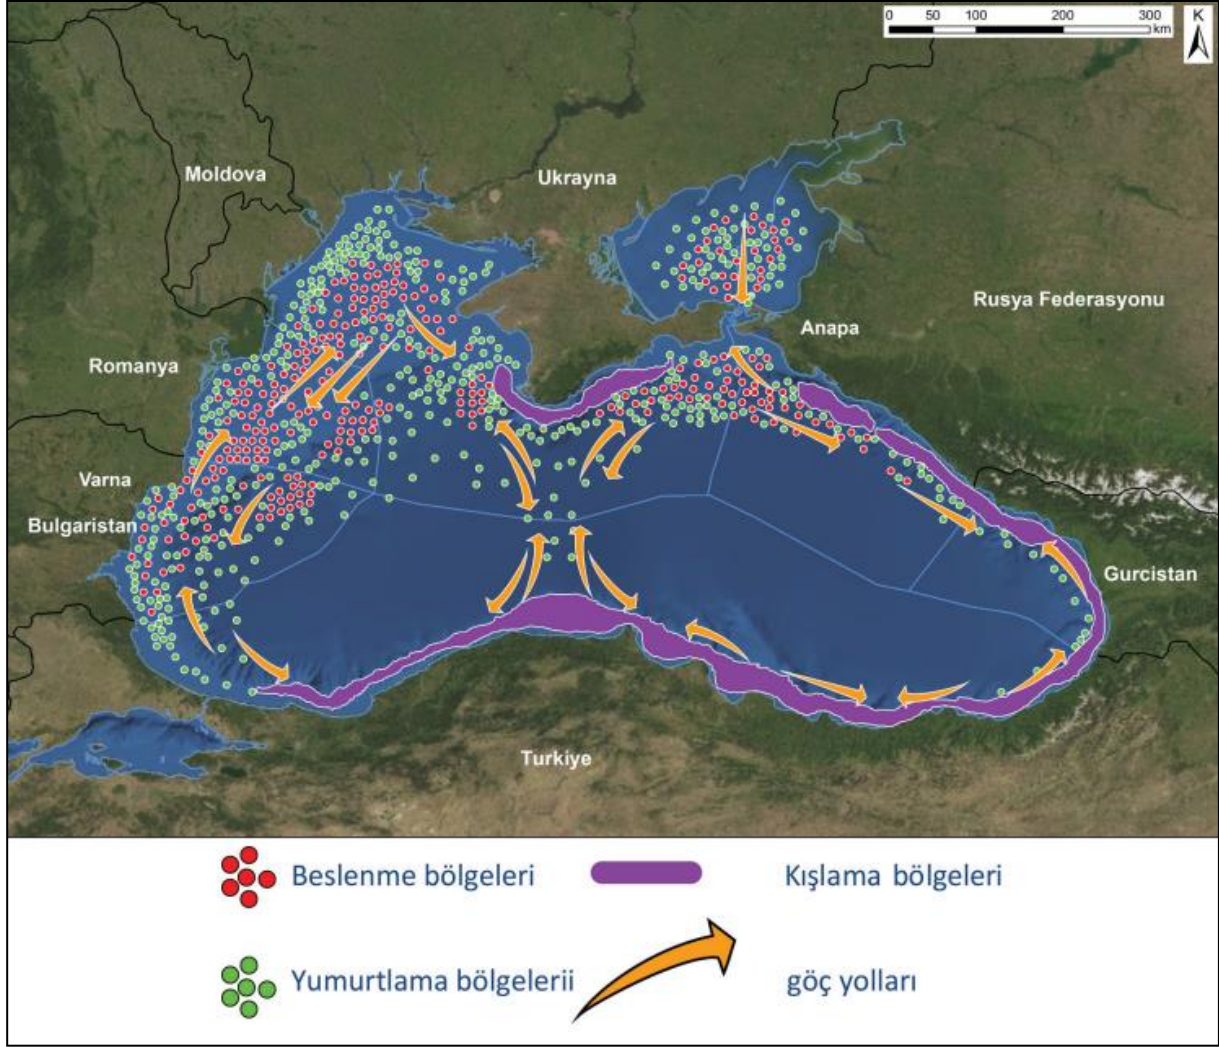 0 50 100 200 300
km
K
Moldova
Ukrayna
Rusya Federasyonu
Anapa
Romanya
Varna
Bulgaristan
Gurcistan
Turkiye
Beslenme bölgeleri
Kışlama bölgeleri
Yumurtlama bölgelerii
göç yolları